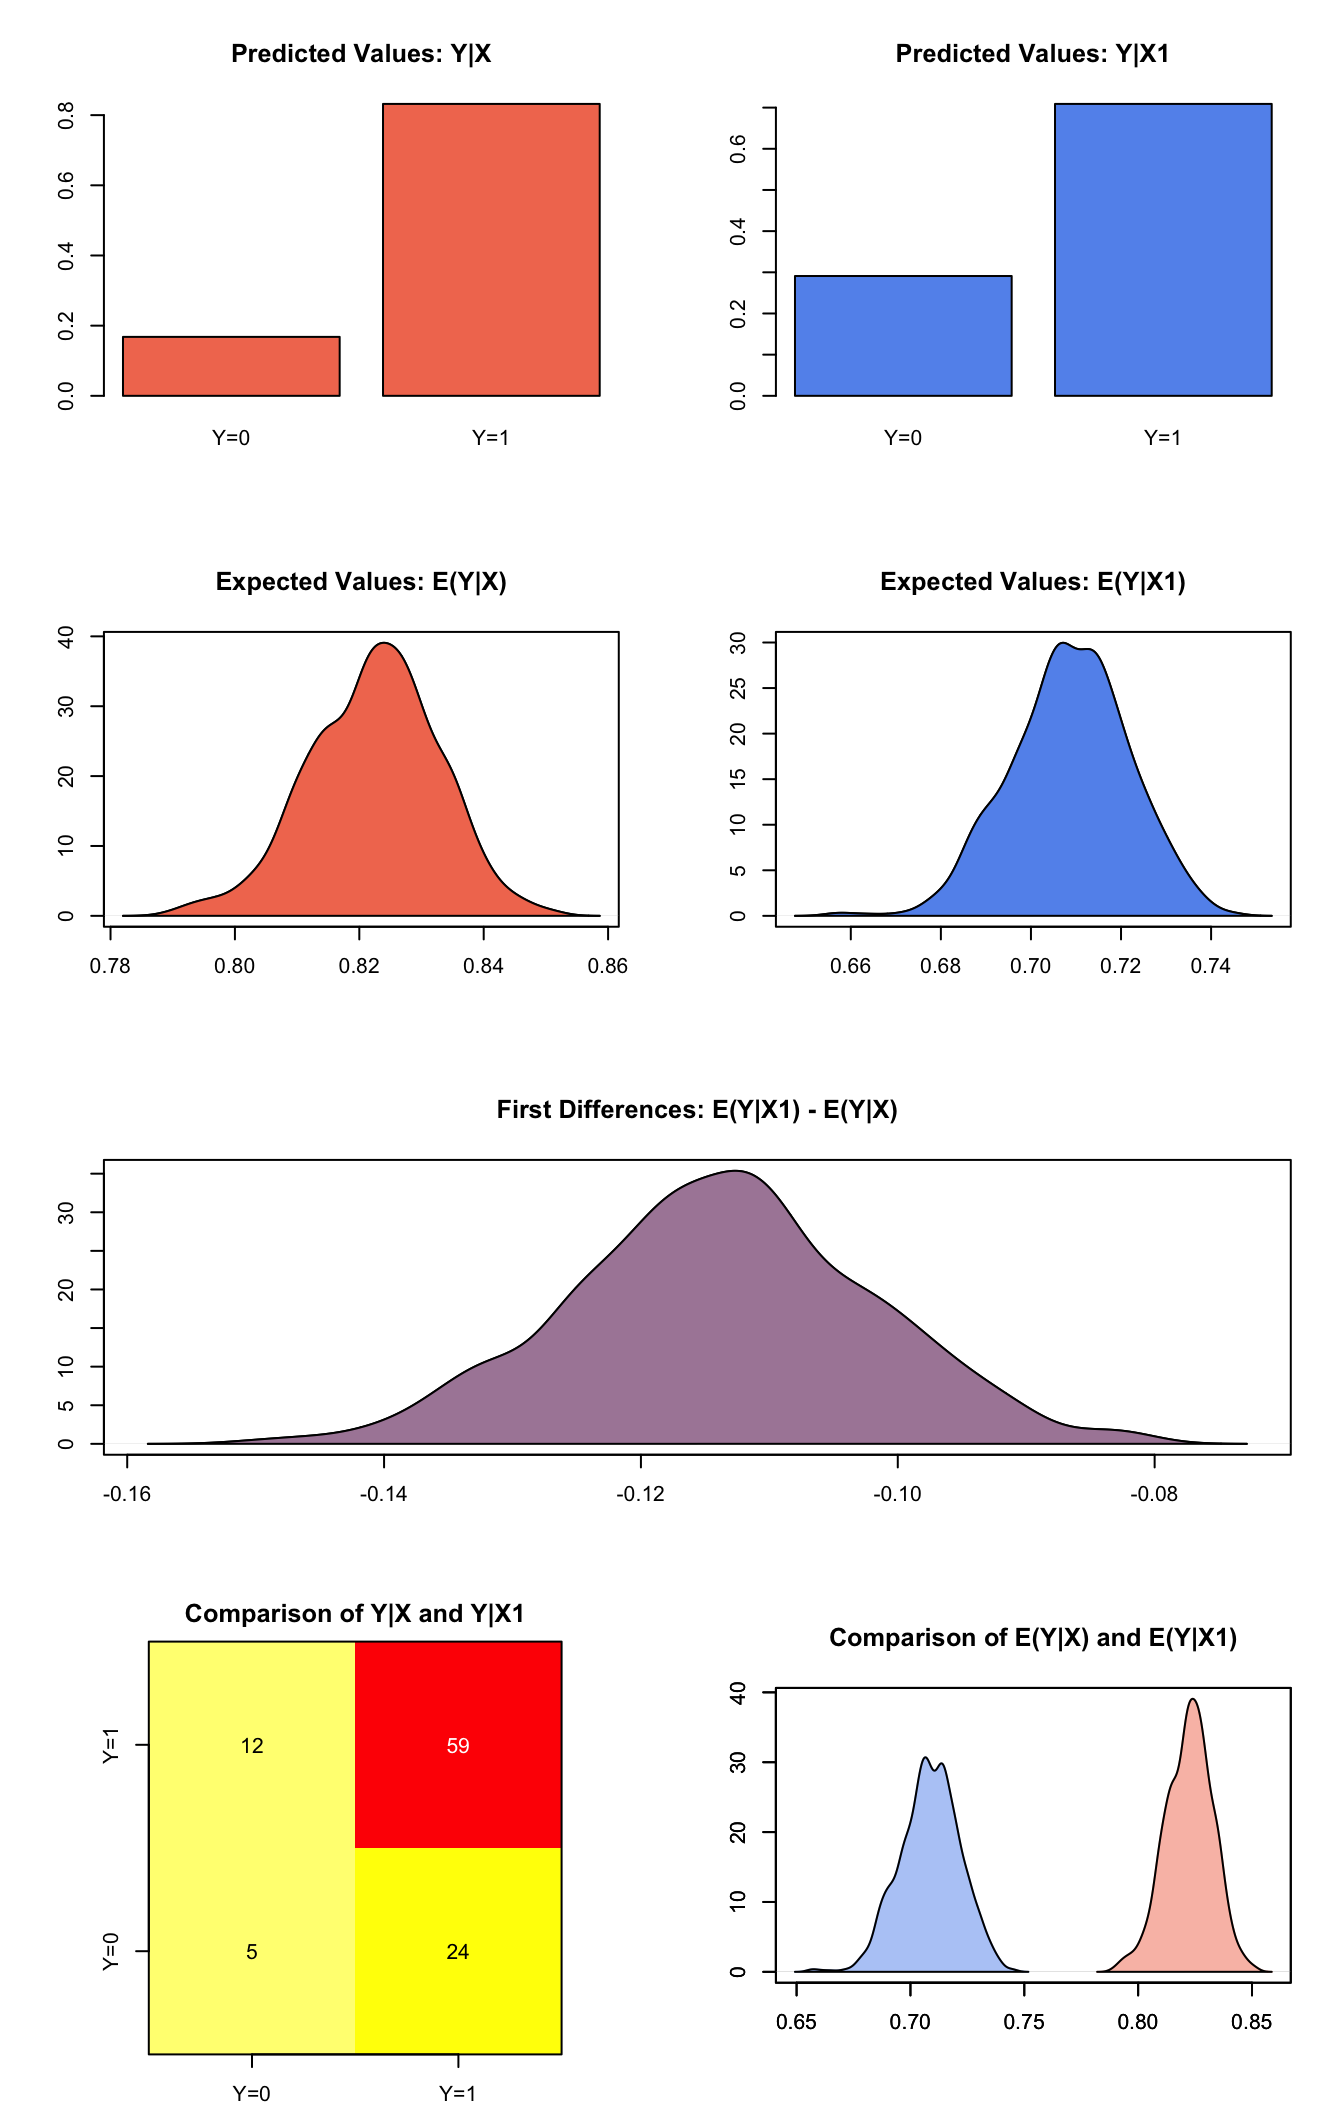 Predicted Values: Y|X
0.0 0.2 0.4 0.6 0.8
Y=0 Y=1
Predicted Values: Y|X1
0.0 0.2 0.4 0.6
Y=0 Y=1
Expected Values: E(Y|X)
0 10 20 30 40
0.78 0.80 0.82 0.84 0.86
Expected Values: E(Y|X1)
0 5 10 15 20 25 30
0.66 0.68 0.70 0.72 0.74
First Differences: E(Y|X1) - E(Y|X)
0 5 10 20 30
-0.16 -0.14 -0.12 -0.10 -0.08
Comparison of Y|X and Y|X1
Y=1 12 59
Y=0 5 24
Y=0 Y=1
Comparison of E(Y|X) and E(Y|X1)
0 10 20 30 40
0.65 0.70 0.75 0.80 0.85